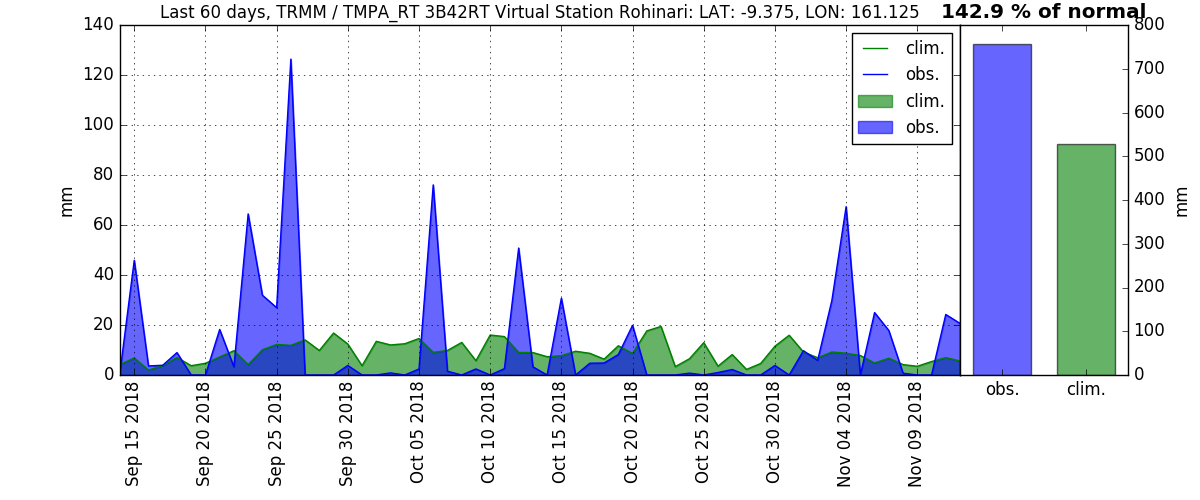 Last 60 days, TRMM / TMPA_RT 3B42RT Virtual Station Rohinari: LAT: -9.375, LON: 161.125
142.9 % of normal
140
120
100
80
60
40
20
0
mm
clim.
obs.
clim.
obs.
800
700
600
500
400
300
200
100
0
mm
Sep 15 2018
Sep 20 2018
Sep 25 2018
Sep 30 2018
Oct 05 2018
Oct 10 2018
Oct 15 2018
Oct 20 2018
Oct 25 2018
Oct 30 2018
Nov 04 2018
Nov 09 2018
obs.
clim.